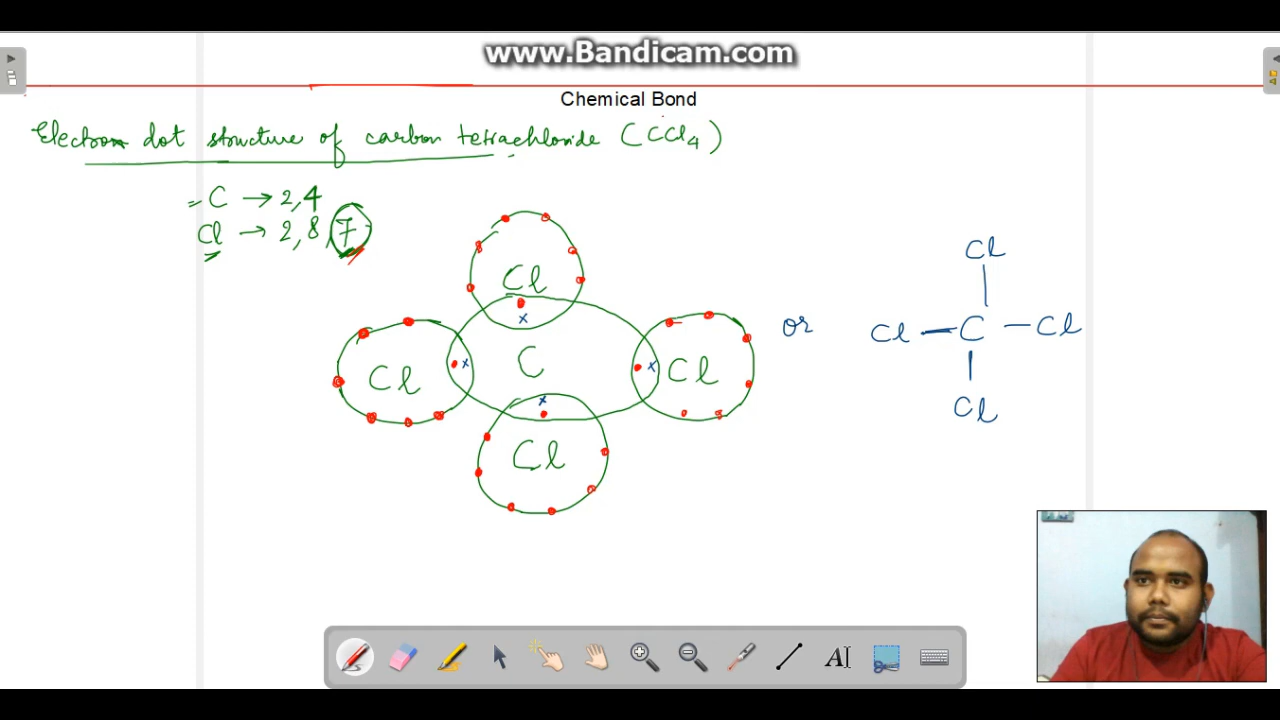 www.Bandicam.com
Chemical Bond
Electron dot structure of carbon tetrachloride (CCl4)
= C → 2,4
Cl → 2,8,7
Cl
Cl x C x Cl or
x
x
Cl
Cl
Cl — C — Cl
Cl
AI